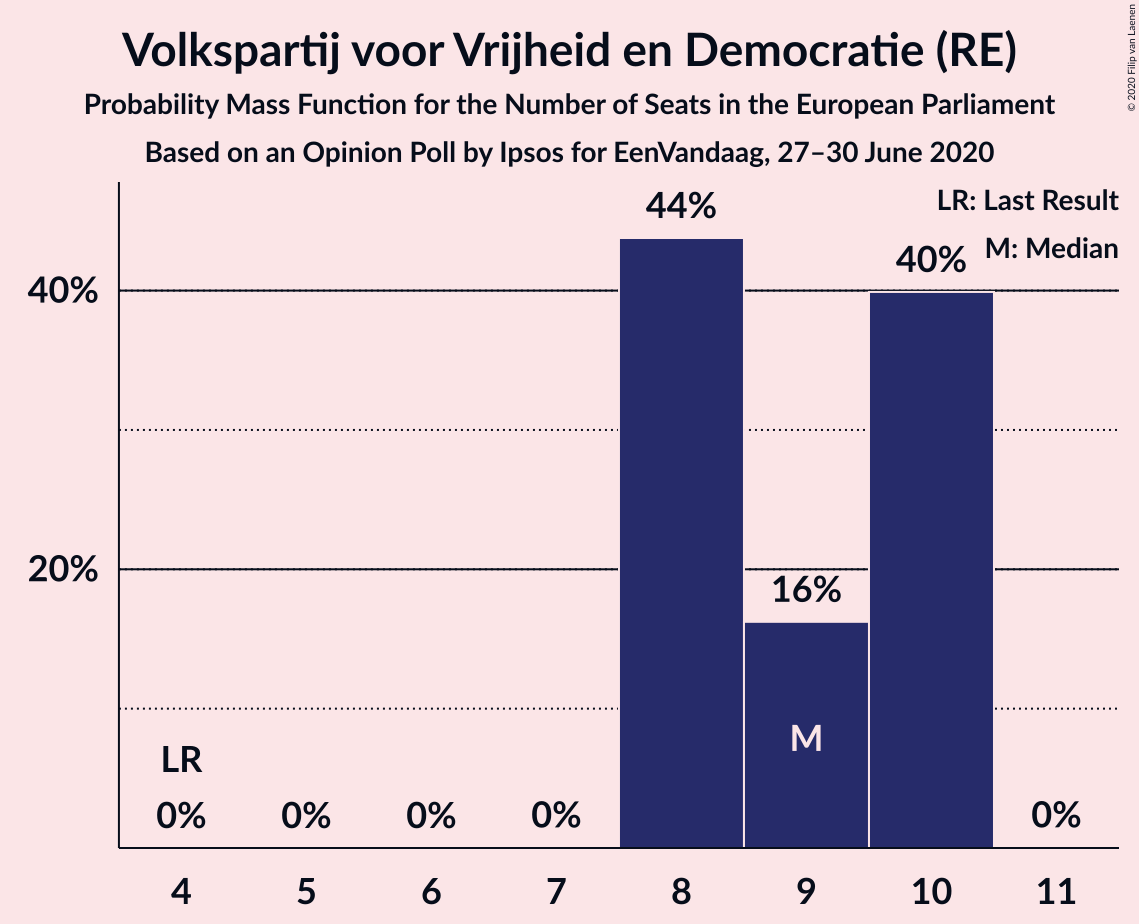 Volkspartij voor Vrijheid en Democratie (RE)
Probability Mass Function for the Number of Seats in the European Parliament
Based on an Opinion Poll by Ipsos for EenVandaag, 27–30 June 2020
© 2020 Filip van Laenen
LR: Last Result
M: Median
44%
40%
40%
20%
16%
M
LR
0%
0%
0%
0%
0%
4
5
6
7
8
9
10
11